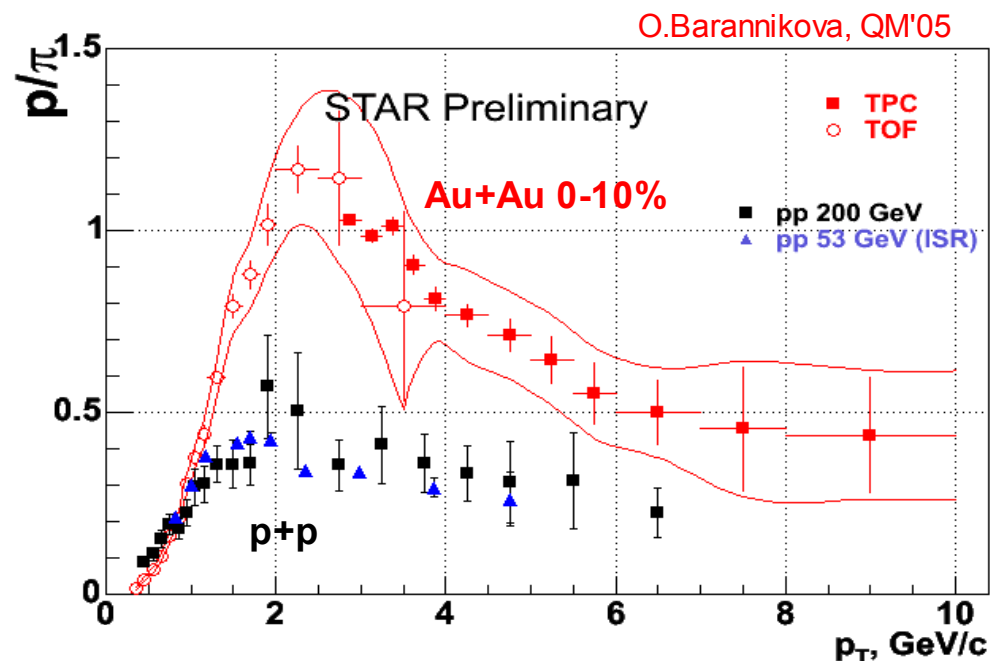 O.Barannikova, QM'05
p/π
1.5
STAR Preliminary
TPC
TOF
Au+Au 0-10%
1
pp 200 GeV
pp 53 GeV (ISR)
0.5
p+p
0
0 2 4 6 8 10
p_T, GeV/c